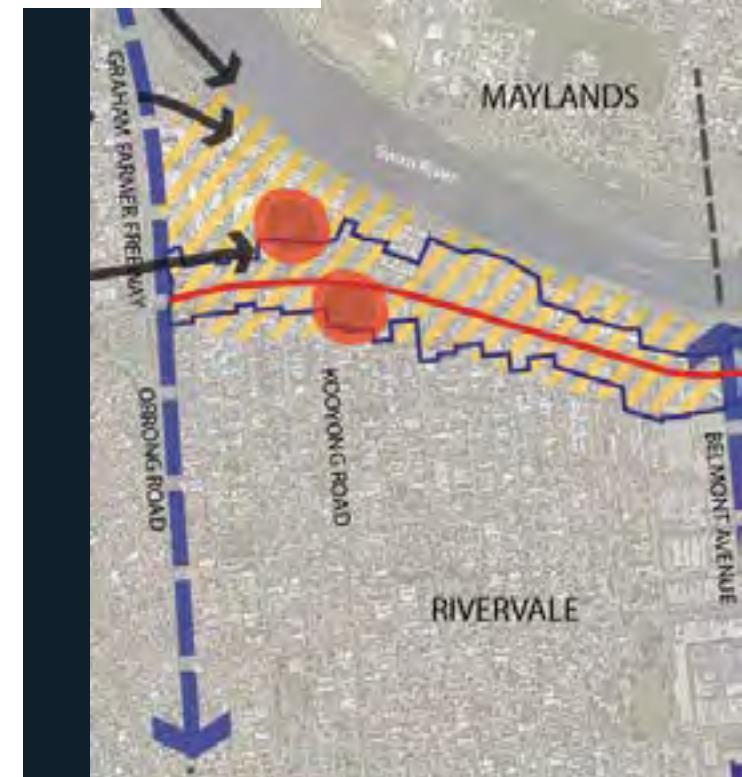 MAYLANDS
Swan River
GRAHAM FARMER FREEWAY
ORRONG ROAD
KOOYONG ROAD
BELMONT AVENUE
RIVERVALE